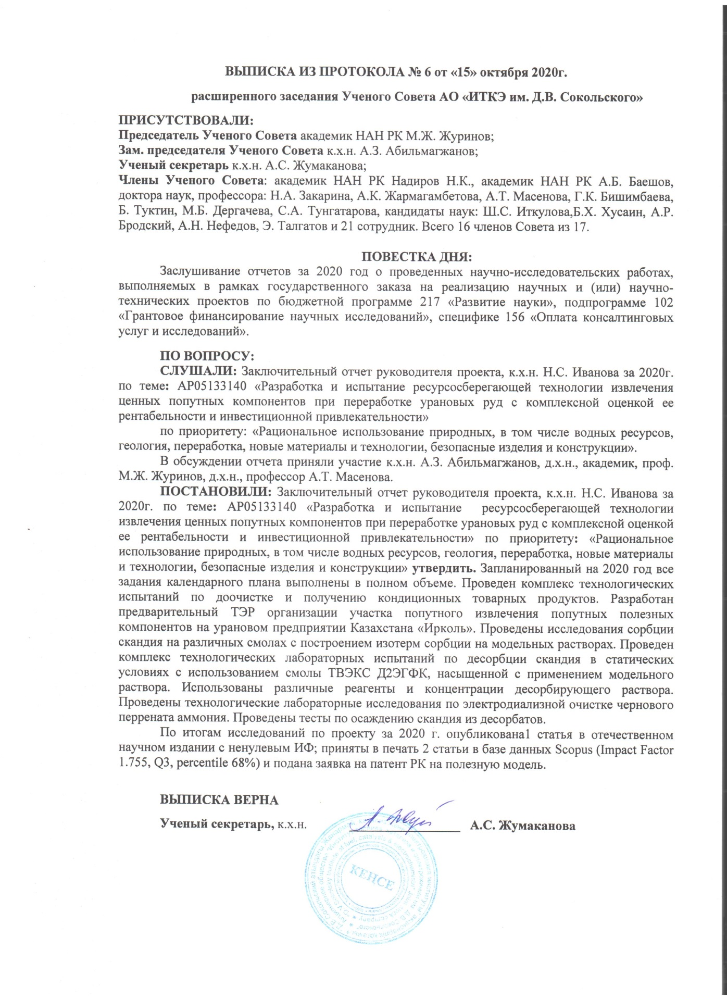 ВЫПИСКА ИЗ ПРОТОКОЛА № 6 от «15» октября 2020г.
расширенного заседания Ученого Совета АО «ИТКЭ им. Д.В. Сокольского»
ПРИСУТСТВОВАЛИ:
Председатель Ученого Совета академик НАН РК М.Ж. Журинов;
Зам. председателя Ученого Совета к.х.н. А.З. Абильмагжанов;
Ученый секретарь к.х.н. А.С. Жумаканова;
Члены Ученого Совета: академик НАН РК Надиров Н.К., академик НАН РК А.Б. Баешов,
доктора наук, профессора: Н.А. Закарина, А.К. Жармагамбетова, А.Т. Масенова, Г.К. Бишимбаева,
Б. Туктин, М.Б. Дергачева, С.А. Тунгатарова, кандидаты наук: Ш.С. Иткулова,Б.Х. Хусаин, А.Р.
Бродский, А.Н. Нефедов, Э. Талгатов и 21 сотрудник. Всего 16 членов Совета из 17.
ПОВЕСТКА ДНЯ:
Заслушивание отчетов за 2020 год о проведенных научно-исследовательских работах,
выполняемых в рамках государственного заказа на реализацию научных и (или) научно-
технических проектов по бюджетной программе 217 «Развитие науки», подпрограмме 102
«Грантовое финансирование научных исследований», специфике 156 «Оплата консалтинговых
услуг и исследований».
ПО ВОПРОСУ:
СЛУШАЛИ: Заключительный отчет руководителя проекта, к.х.н. Н.С. Иванова за 2020г.
по теме: АР05133140 «Разработка и испытание ресурсосберегающей технологии извлечения
ценных попутных компонентов при переработке урановых руд с комплексной оценкой ее
рентабельности и инвестиционной привлекательности»
по приоритету: «Рациональное использование природных, в том числе водных ресурсов,
геология, переработка, новые материалы и технологии, безопасные изделия и конструкции».
В обсуждении отчета приняли участие к.х.н. А.З. Абильмагжанов, д.х.н., академик, проф.
М.Ж. Журинов, д.х.н., профессор А.Т. Масенова.
ПОСТАНОВИЛИ: Заключительный отчет руководителя проекта, к.х.н. Н.С. Иванова за
2020г. по теме: АР05133140 «Разработка и испытание ресурсосберегающей технологии
извлечения ценных попутных компонентов при переработке урановых руд с комплексной оценкой
ее рентабельности и инвестиционной привлекательности» по приоритету: «Рациональное
использование природных, в том числе водных ресурсов, геология, переработка, новые материалы
и технологии, безопасные изделия и конструкции» утвердить. Запланированный на 2020 год все
задания календарного плана выполнены в полном объеме. Проведен комплекс технологических
испытаний по доочистке и получению кондиционных товарных продуктов. Разработан
предварительный ТЭР организации участка попутного извлечения попутных полезных
компонентов на урановом предприятии Казахстана «Ирколь». Проведены исследования сорбции
скандия на различных смолах с построением изотерм сорбции на модельных растворах. Проведен
комплекс технологических лабораторных испытаний по десорбции скандия в статических
условиях с использованием смолы ТВЭКС Д2ЭГФК, насыщенной с применением модельного
раствора. Использованы различные реагенты и концентрации десорбирующего раствора.
Проведены технологические лабораторные исследования по электродиализной очистке чернового
перрената аммония. Проведены тесты по осаждению скандия из десорбатов.
По итогам исследований по проекту за 2020 г. опубликована1 статья в отечественном
научном издании с ненулевым ИФ; приняты в печать 2 статьи в базе данных Scopus (Impact Factor
1.755, Q3, percentile 68%) и подана заявка на патент РК на полезную модель.
ВЫПИСКА ВЕРНА
Ученый секретарь, к.х.н. А.С. Жумаканова
КЕҢСЕ